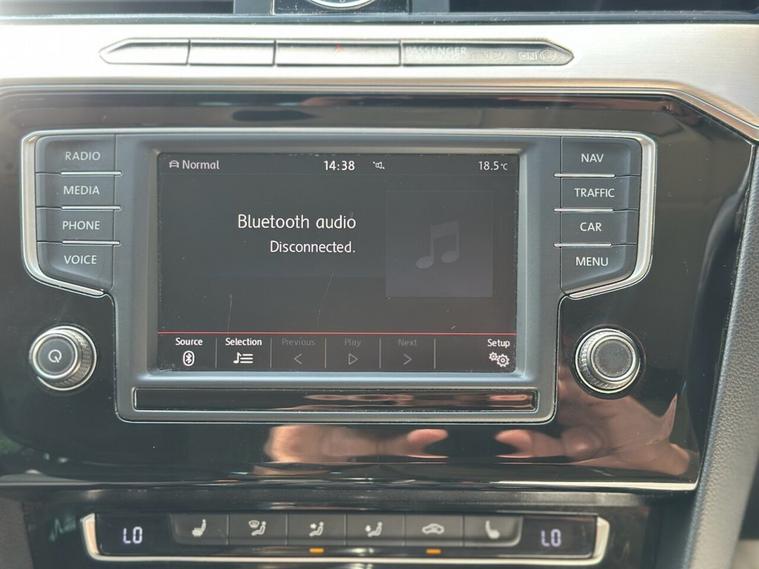 PASSENGER
RADIO
MEDIA
PHONE
VOICE
Normal
14:38
18.5°C
Bluetooth audio
Disconnected.
Source
Selection
Previous
Play
Next
Setup
NAV
TRAFFIC
CAR
MENU
LO
LO